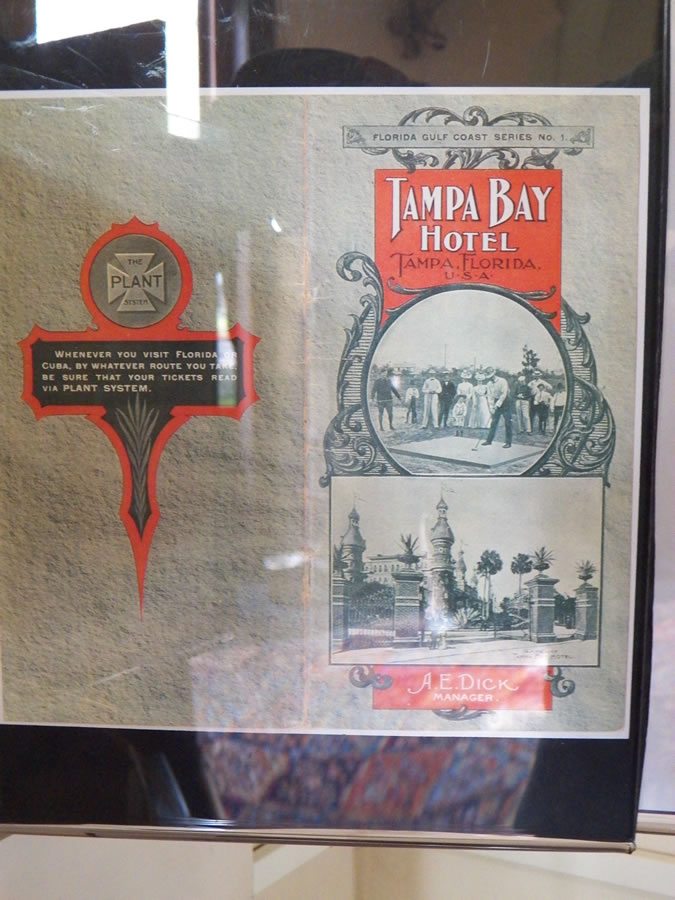 THE
PLANT
SYSTEM
WHENEVER YOU VISIT FLORIDA OR
CUBA, BY WHATEVER ROUTE YOU TAKE,
BE SURE THAT YOUR TICKETS READ
VIA PLANT SYSTEM.
FLORIDA GULF COAST SERIES No. 1.
TAMPA BAY
HOTEL
TAMPA, FLORIDA.
U·S·A·
A. E. DICK
MANAGER.